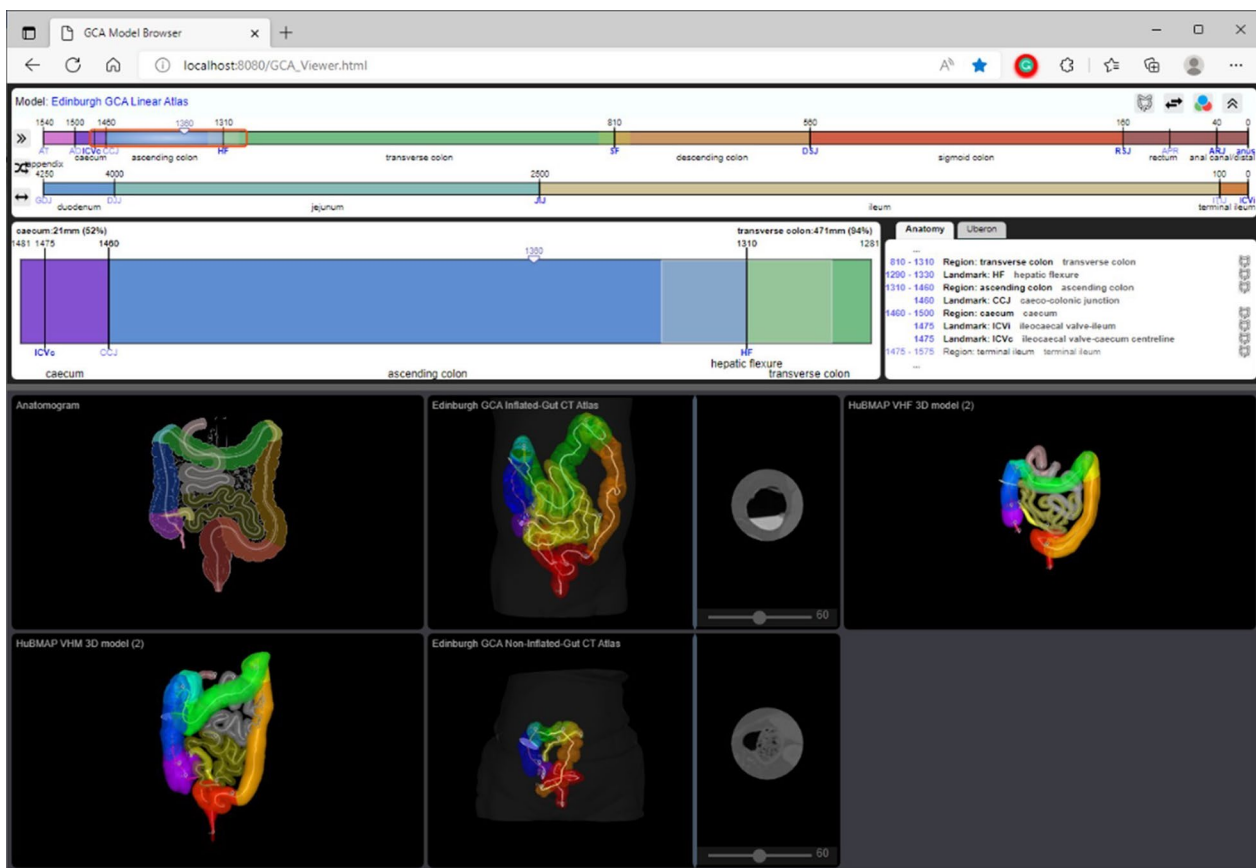 GCA Model Browser
localhost:8080/GCA_Viewer.html
Model: Edinburgh GCA Linear Atlas
1540 1500 1460 1360 1310 810 560 160 40 0
AT AO ICVc CCJ HF SF DSJ RSJ APR ARJ anus
appendix caecum ascending colon transverse colon descending colon sigmoid colon rectum anal canal/distal
4250 4000 2500 100 0
GDJ DJJ JIJ ITIJ ICVi
duodenum jejunum ileum terminal ileum
caecum:21mm (52%) transverse colon:471mm (94%)
1481 1475 1460 1360 1310 1281
ICVc CCJ HF
hepatic flexure
caecum ascending colon transverse colon
Anatomy Uberon
...
810 - 1310 Region: transverse colon transverse colon
1290 - 1330 Landmark: HF hepatic flexure
1310 - 1460 Region: ascending colon ascending colon
1460 Landmark: CCJ caeco-colonic junction
1460 - 1500 Region: caecum caecum
1475 Landmark: ICVi ileocaecal valve-ileum
1475 Landmark: ICVc ileocaecal valve-caecum centreline
1475 - 1575 Region: terminal ileum terminal ileum
...
Anatomogram
Edinburgh GCA Inflated-Gut CT Atlas
60
HuBMAP VHF 3D model (2)
HuBMAP VHM 3D model (2)
Edinburgh GCA Non-Inflated-Gut CT Atlas
60